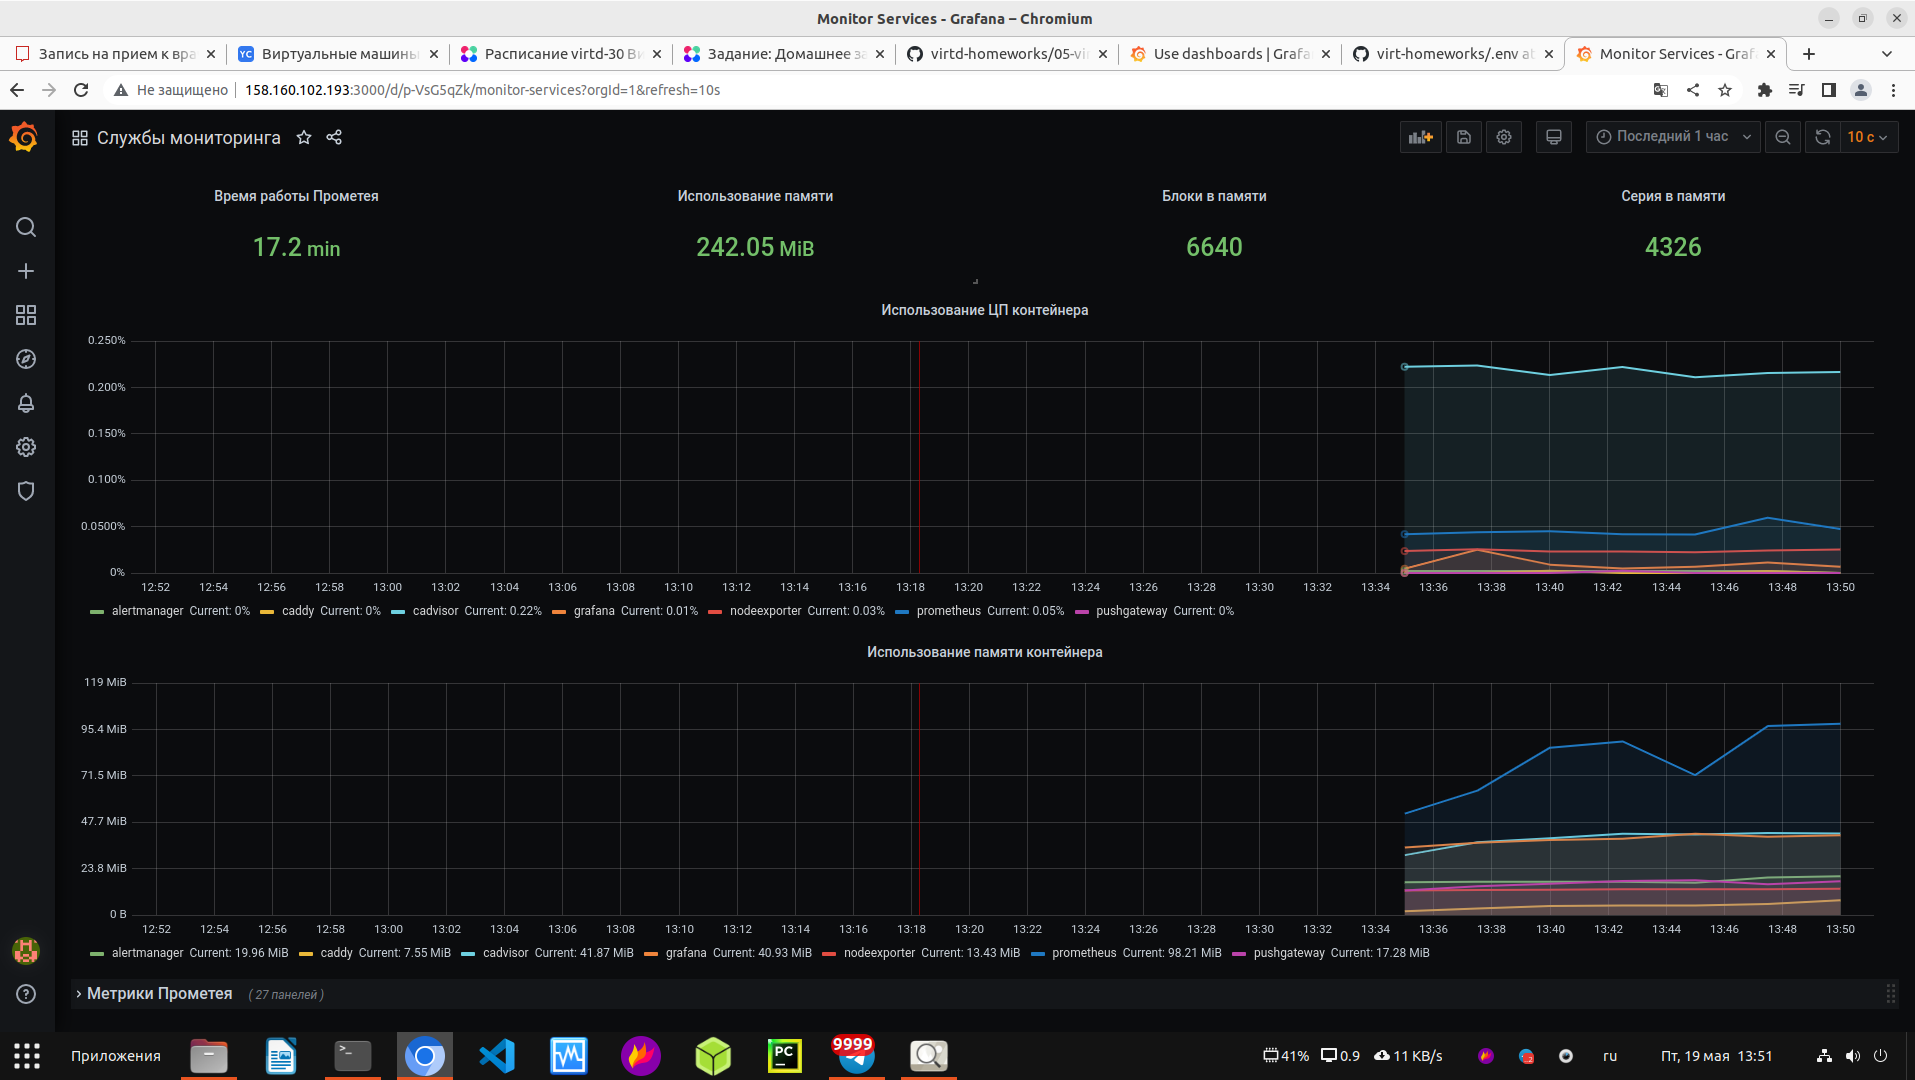 Monitor Services - Grafana – Chromium
Запись на прием к вра
Виртуальные машины
Расписание virtd-30 Ви
Задание: Домашнее за
virtd-homeworks/05-vir
Use dashboards | Grafa
virt-homeworks/.env at
Monitor Services - Graf
Не защищено
158.160.102.193:3000/d/p-VsG5qZk/monitor-services?orgId=1&refresh=10s
Службы мониторинга
Последний 1 час
10 с
Время работы Прометея
Использование памяти
Блоки в памяти
Серия в памяти
17.2 min
242.05 MiB
6640
4326
Использование ЦП контейнера
0.250%
0.200%
0.150%
0.100%
0.0500%
0%
12:52 12:54 12:56 12:58 13:00 13:02 13:04 13:06 13:08 13:10 13:12 13:14 13:16 13:18 13:20 13:22 13:24 13:26 13:28 13:30 13:32 13:34 13:36 13:38 13:40 13:42 13:44 13:46 13:48 13:50
alertmanager Current: 0% caddy Current: 0% cadvisor Current: 0.22% grafana Current: 0.01% nodeexporter Current: 0.03% prometheus Current: 0.05% pushgateway Current: 0%
Использование памяти контейнера
119 MiB
95.4 MiB
71.5 MiB
47.7 MiB
23.8 MiB
0 B
12:52 12:54 12:56 12:58 13:00 13:02 13:04 13:06 13:08 13:10 13:12 13:14 13:16 13:18 13:20 13:22 13:24 13:26 13:28 13:30 13:32 13:34 13:36 13:38 13:40 13:42 13:44 13:46 13:48 13:50
alertmanager Current: 19.96 MiB caddy Current: 7.55 MiB cadvisor Current: 41.87 MiB grafana Current: 40.93 MiB nodeexporter Current: 13.43 MiB prometheus Current: 98.21 MiB pushgateway Current: 17.28 MiB
Метрики Прометея ( 27 панелей )
Приложения
PC
9999
41% 0.9 11 KB/s
ru
Пт, 19 мая 13:51